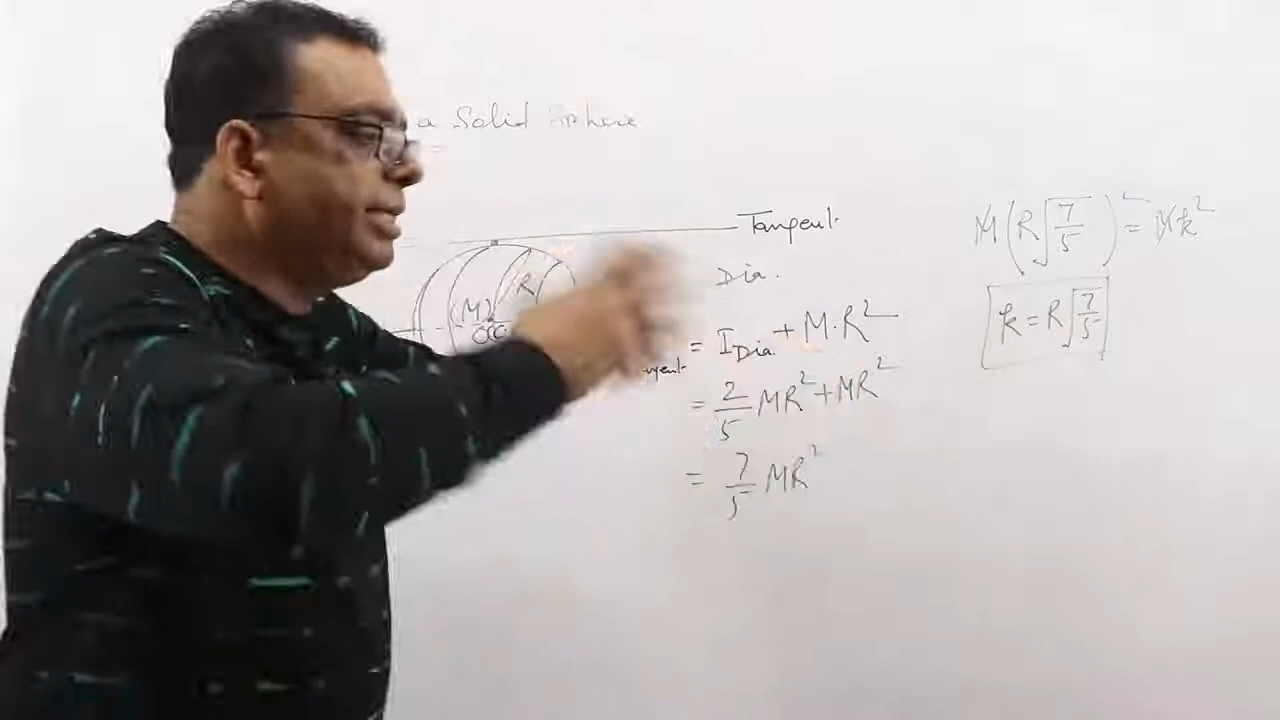 a Solid Sphere
Tangent
Dia.
M R
= I_Dia. + M.R²
= 2/5 MR² + MR²
= 7/5 MR²
M(R√(7/5))² = Mk²
k = R√(7/5)